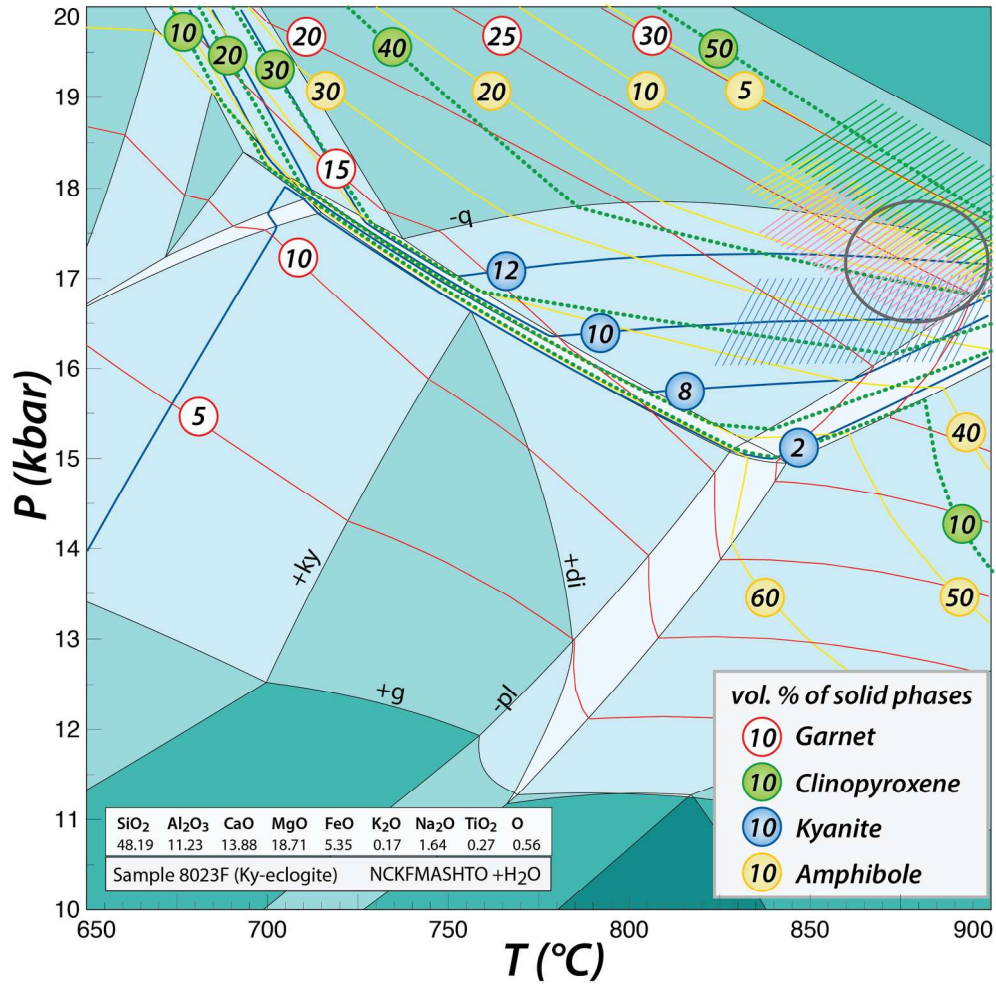 20
19
18
17
16
15
14
13
12
11
10
P (kbar)
650
700
750
800
850
900
T (°C)
10
20
30
30
20
40
20
25
10
30
50
5
15
-q
12
10
10
8
5
2
40
10
+ky
+di
60
50
+g
-pl
vol. % of solid phases
10 Garnet
10 Clinopyroxene
10 Kyanite
10 Amphibole
SiO₂ Al₂O₃ CaO MgO FeO K₂O Na₂O TiO₂ O
48.19 11.23 13.88 18.71 5.35 0.17 1.64 0.27 0.56
Sample 8023F (Ky-eclogite) NCKFMASHTO +H₂O